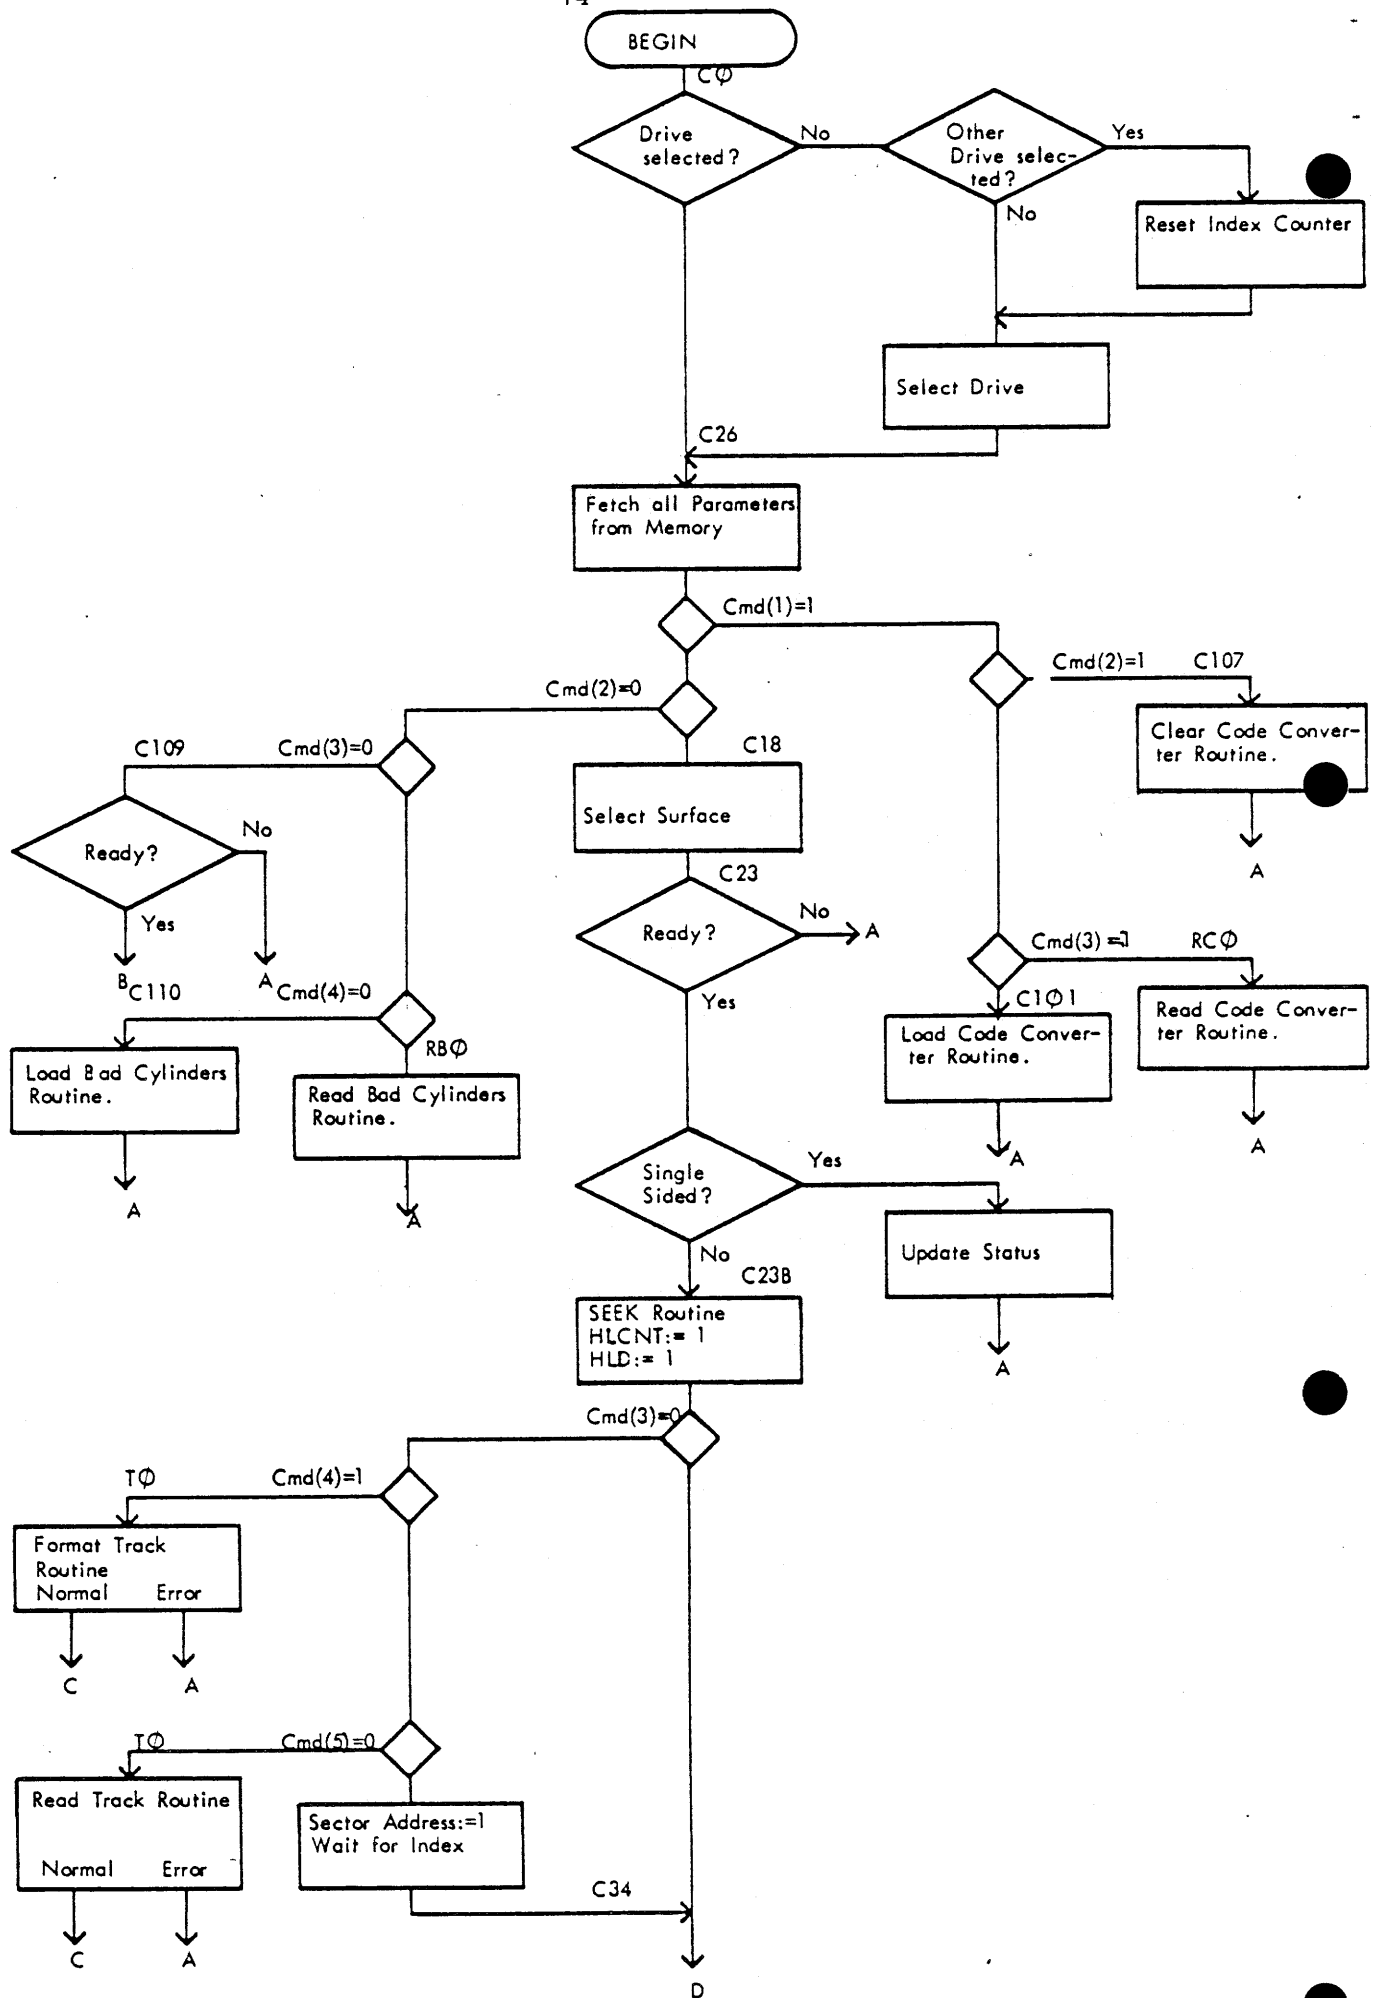 BEGIN
CØ
Drive
selected?
No
Other
Drive selec-
ted?
Yes
No
Reset Index Counter
Select Drive
C26
Fetch all Parameters
from Memory
Cmd(1)=1
Cmd(2)=1
C107
Clear Code Conver-
ter Routine.
A
Cmd(2)=0
C109
Cmd(3)=0
Ready?
No
Yes
B
A
C18
Select Surface
C23
Ready?
No
A
Yes
Cmd(3)=1
RCØ
Read Code Conver-
ter Routine.
A
C1Ø1
Load Code Conver-
ter Routine.
A
C110
Cmd(4)=0
Load Bad Cylinders
Routine.
A
RBØ
Read Bad Cylinders
Routine.
A
Single
Sided?
Yes
Update Status
A
No
C23B
SEEK Routine
HLCNT:= 1
HLD:= 1
Cmd(3)=0
TØ
Cmd(4)=1
Format Track
Routine
Normal Error
C
A
TØ
Cmd(5)=0
Read Track Routine
Normal Error
C
A
Sector Address:=1
Wait for Index
C34
D